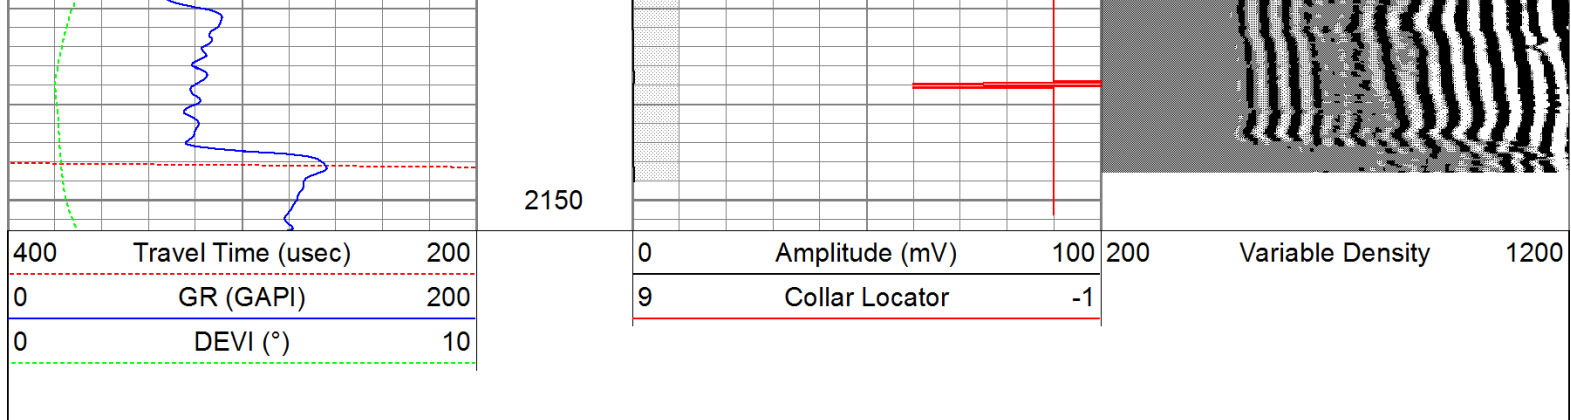 2150
400 Travel Time (usec) 200 0 Amplitude (mV) 100 200 Variable Density 1200
0 GR (GAPI) 200 9 Collar Locator -1
0 DEVI (°) 10